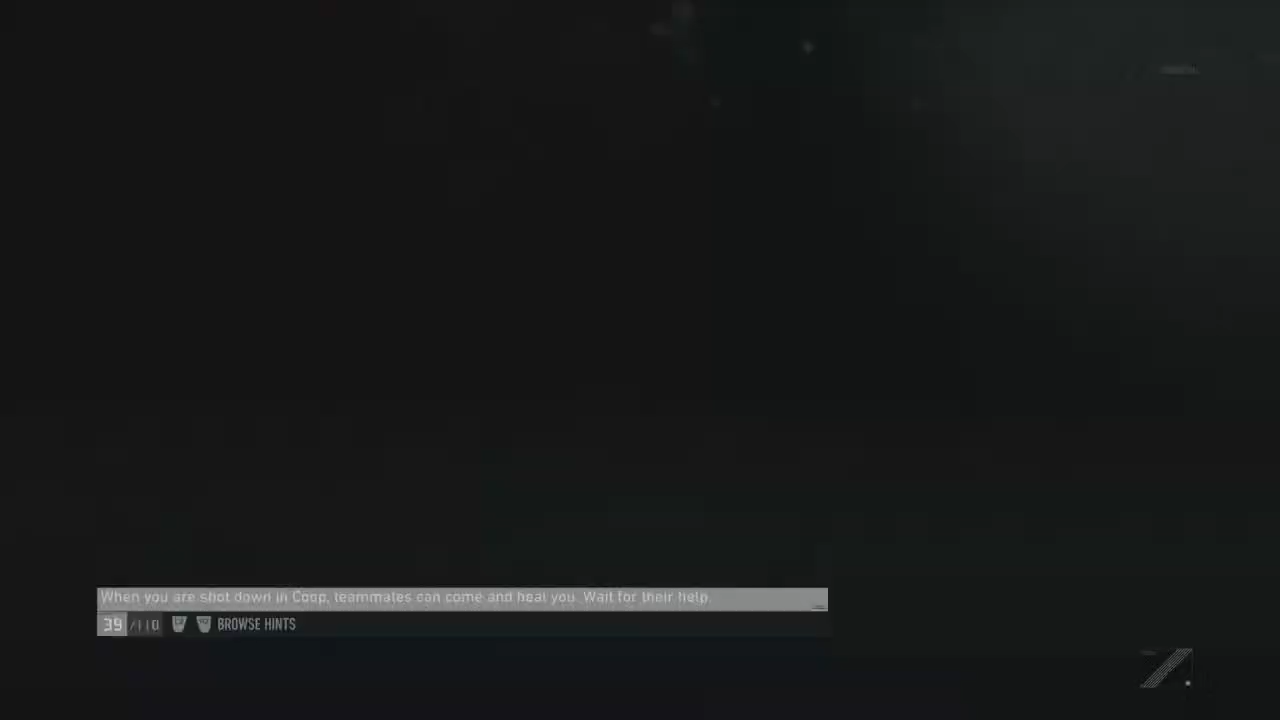 When you are shot down in Coop, teammates can come and heal you. Wait for their help.
39/110 BROWSE HINTS